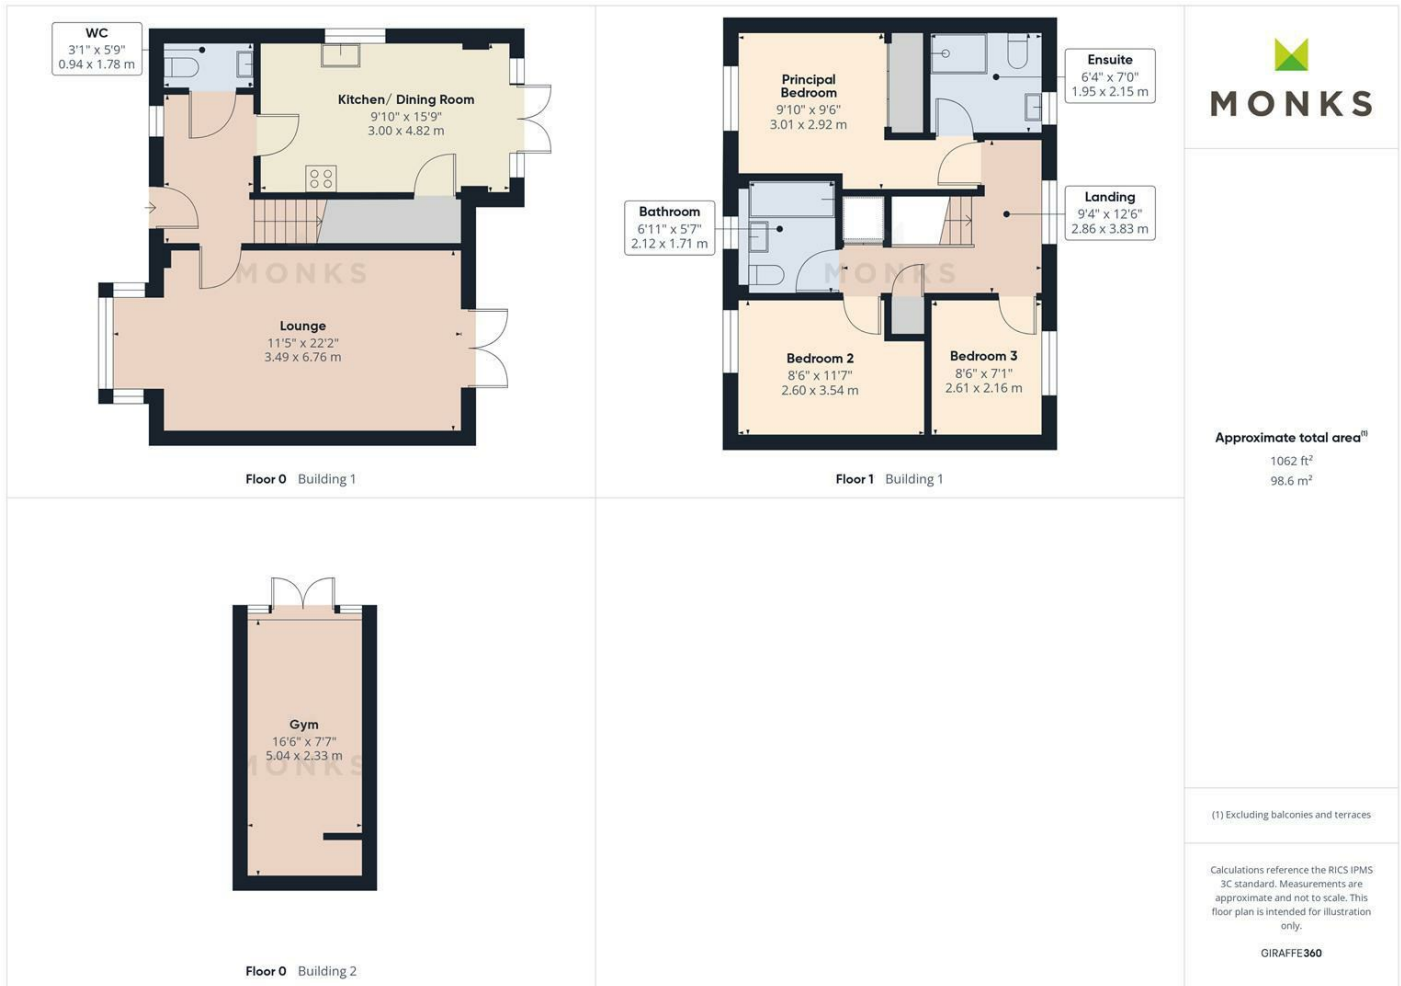 WC
3'1" x 5'9"
0.94 x 1.78 m
Kitchen/ Dining Room
9'10" x 15'9"
3.00 x 4.82 m
MONKS
Lounge
11'5" x 22'2"
3.49 x 6.76 m
Floor 0 Building 1
Principal
Bedroom
9'10" x 9'6"
3.01 x 2.92 m
Ensuite
6'4" x 7'0"
1.95 x 2.15 m
Bathroom
6'11" x 5'7"
2.12 x 1.71 m
Landing
9'4" x 12'6"
2.86 x 3.83 m
MONKS
Bedroom 2
8'6" x 11'7"
2.60 x 3.54 m
Bedroom 3
8'6" x 7'1"
2.61 x 2.16 m
Floor 1 Building 1
Gym
16'6" x 7'7"
5.04 x 2.33 m
MONKS
Floor 0 Building 2
MONKS
Approximate total area(1)
1062 ft²
98.6 m²
(1) Excluding balconies and terraces
Calculations reference the RICS IPMS
3C standard. Measurements are
approximate and not to scale. This
floor plan is intended for illustration
only.
GIRAFFE360